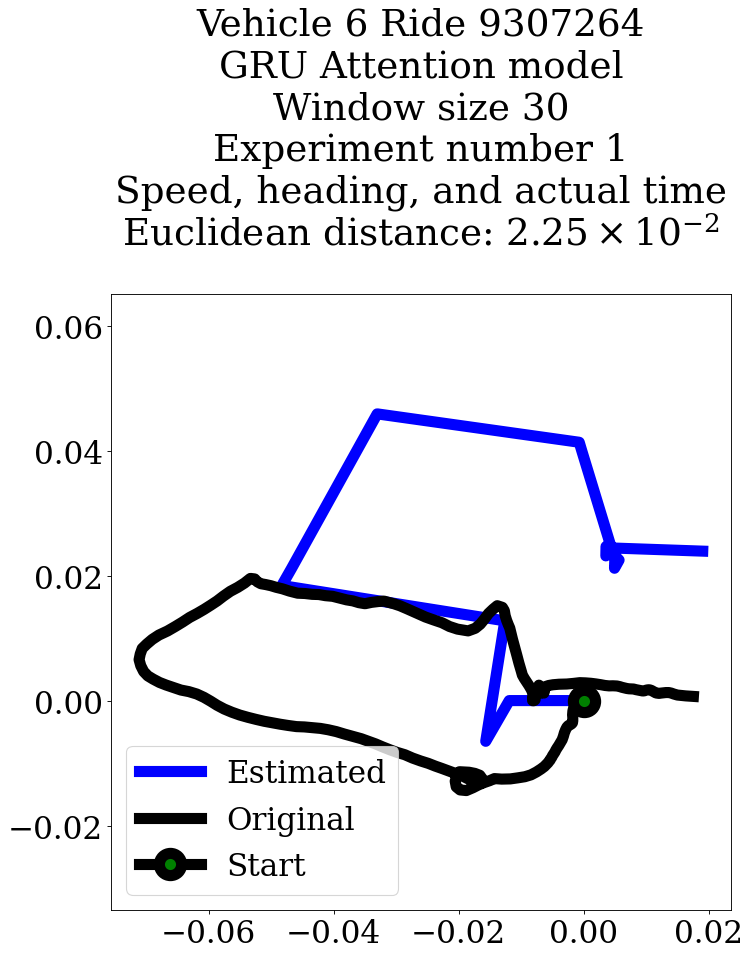 Vehicle 6 Ride 9307264
GRU Attention model
Window size 30
Experiment number 1
Speed, heading, and actual time
Euclidean distance: 2.25 × 10⁻²
0.06
0.04
0.02
0.00
−0.02
Estimated
Original
Start
−0.06 −0.04 −0.02 0.00 0.02